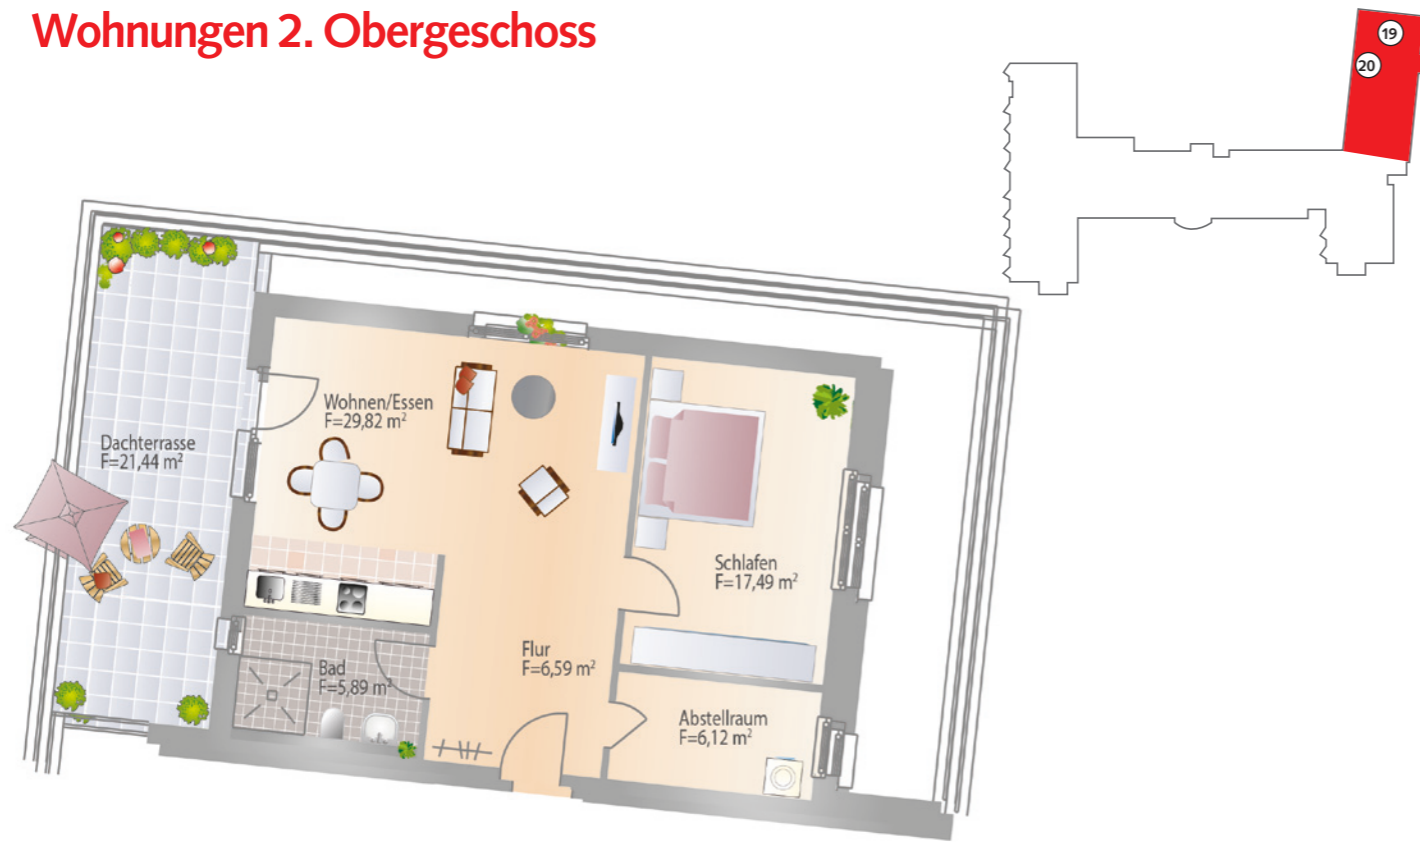 Wohnungen 2. Obergeschoss
19
20
Wohnen/Essen
F=29,82 m²
Dachterrasse
F=21,44 m²
Schlafen
F=17,49 m²
Flur
F=6,59 m²
Bad
F=5,89 m²
Abstellraum
F=6,12 m²